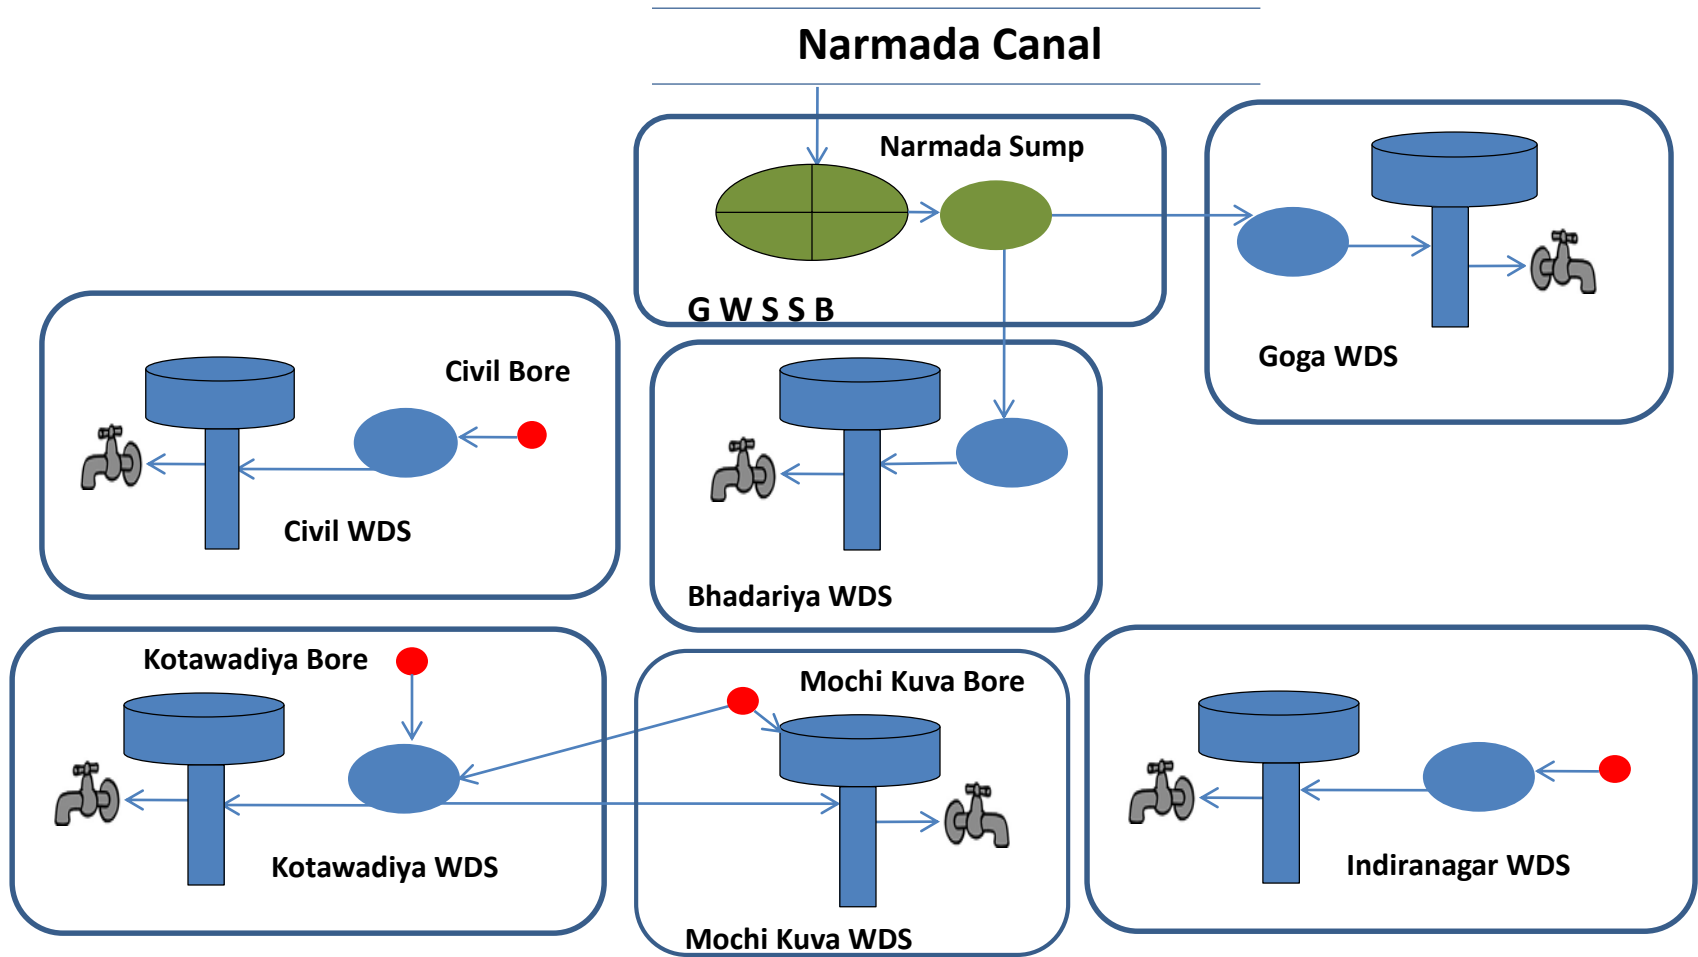 Narmada Canal
Narmada Sump
G W S S B
Goga WDS
Civil Bore
Civil WDS
Bhadariya WDS
Kotawadiya Bore
Kotawadiya WDS
Mochi Kuva Bore
Mochi Kuva WDS
Indiranagar WDS